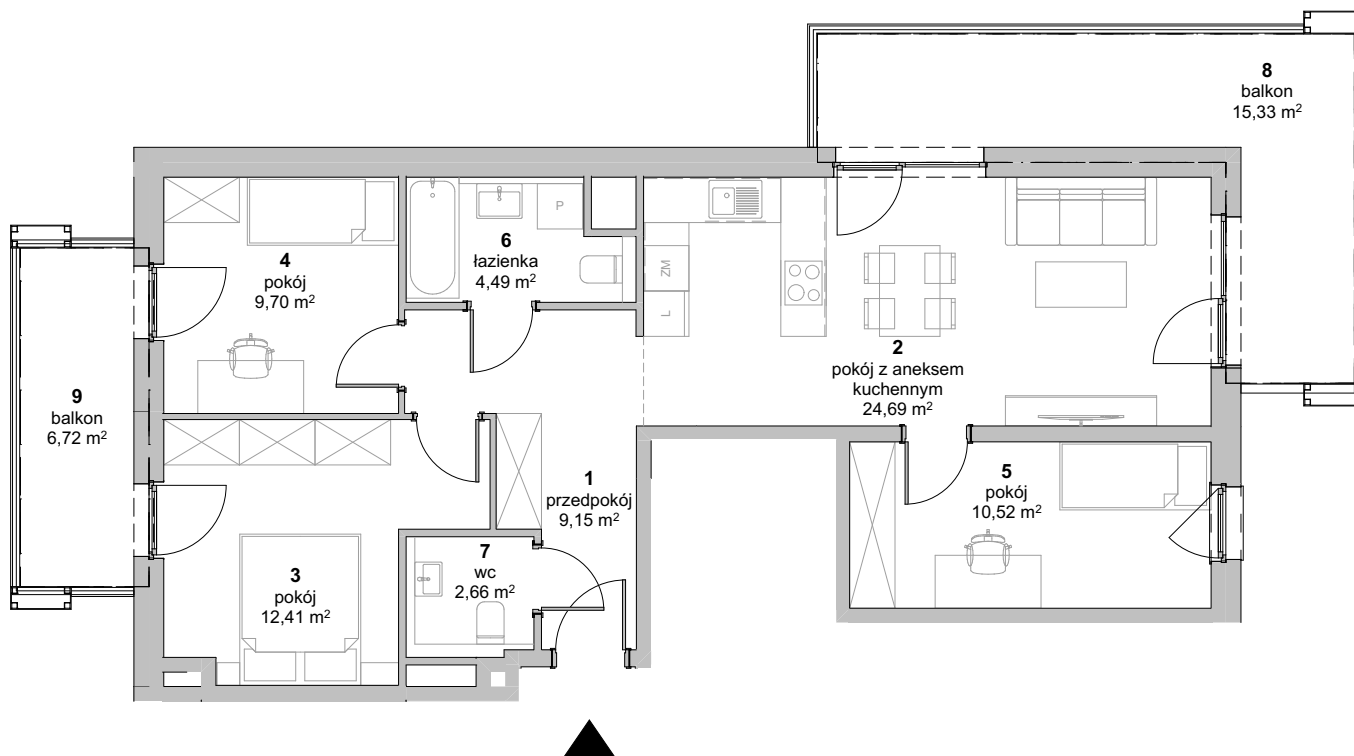 8
balkon
15,33 m²
4
pokój
9,70 m²
6
łazienka
4,49 m²
P
ZM
L
2
pokój z aneksem
kuchennym
24,69 m²
9
balkon
6,72 m²
1
przedpokój
9,15 m²
5
pokój
10,52 m²
3
pokój
12,41 m²
7
wc
2,66 m²